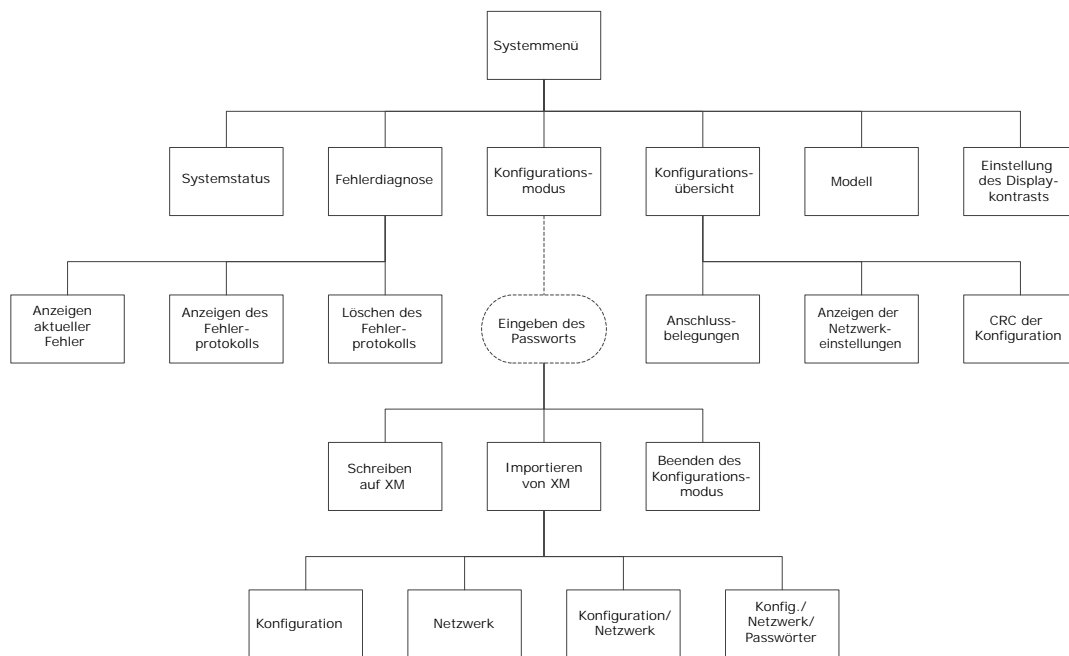 Systemmenü
Systemstatus
Fehlerdiagnose
Konfigurations-
modus
Konfigurations-
übersicht
Modell
Einstellung
des Display-
kontrasts
Anzeigen
aktueller
Fehler
Anzeigen des
Fehler-
protokolls
Löschen des
Fehler-
protokolls
Eingeben des
Passworts
Anschluss-
belegungen
Anzeigen der
Netzwerk-
einstellungen
CRC der
Konfiguration
Schreiben
auf XM
Importieren
von XM
Beenden des
Konfigurations-
modus
Konfiguration
Netzwerk
Konfiguration/
Netzwerk
Konfig./
Netzwerk/
Passwörter